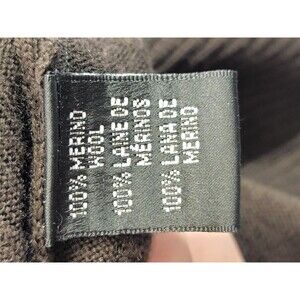 100% MERINO
WOOL
100% LAINE DE
MÉRINOS
100% LANA DE
MERINO